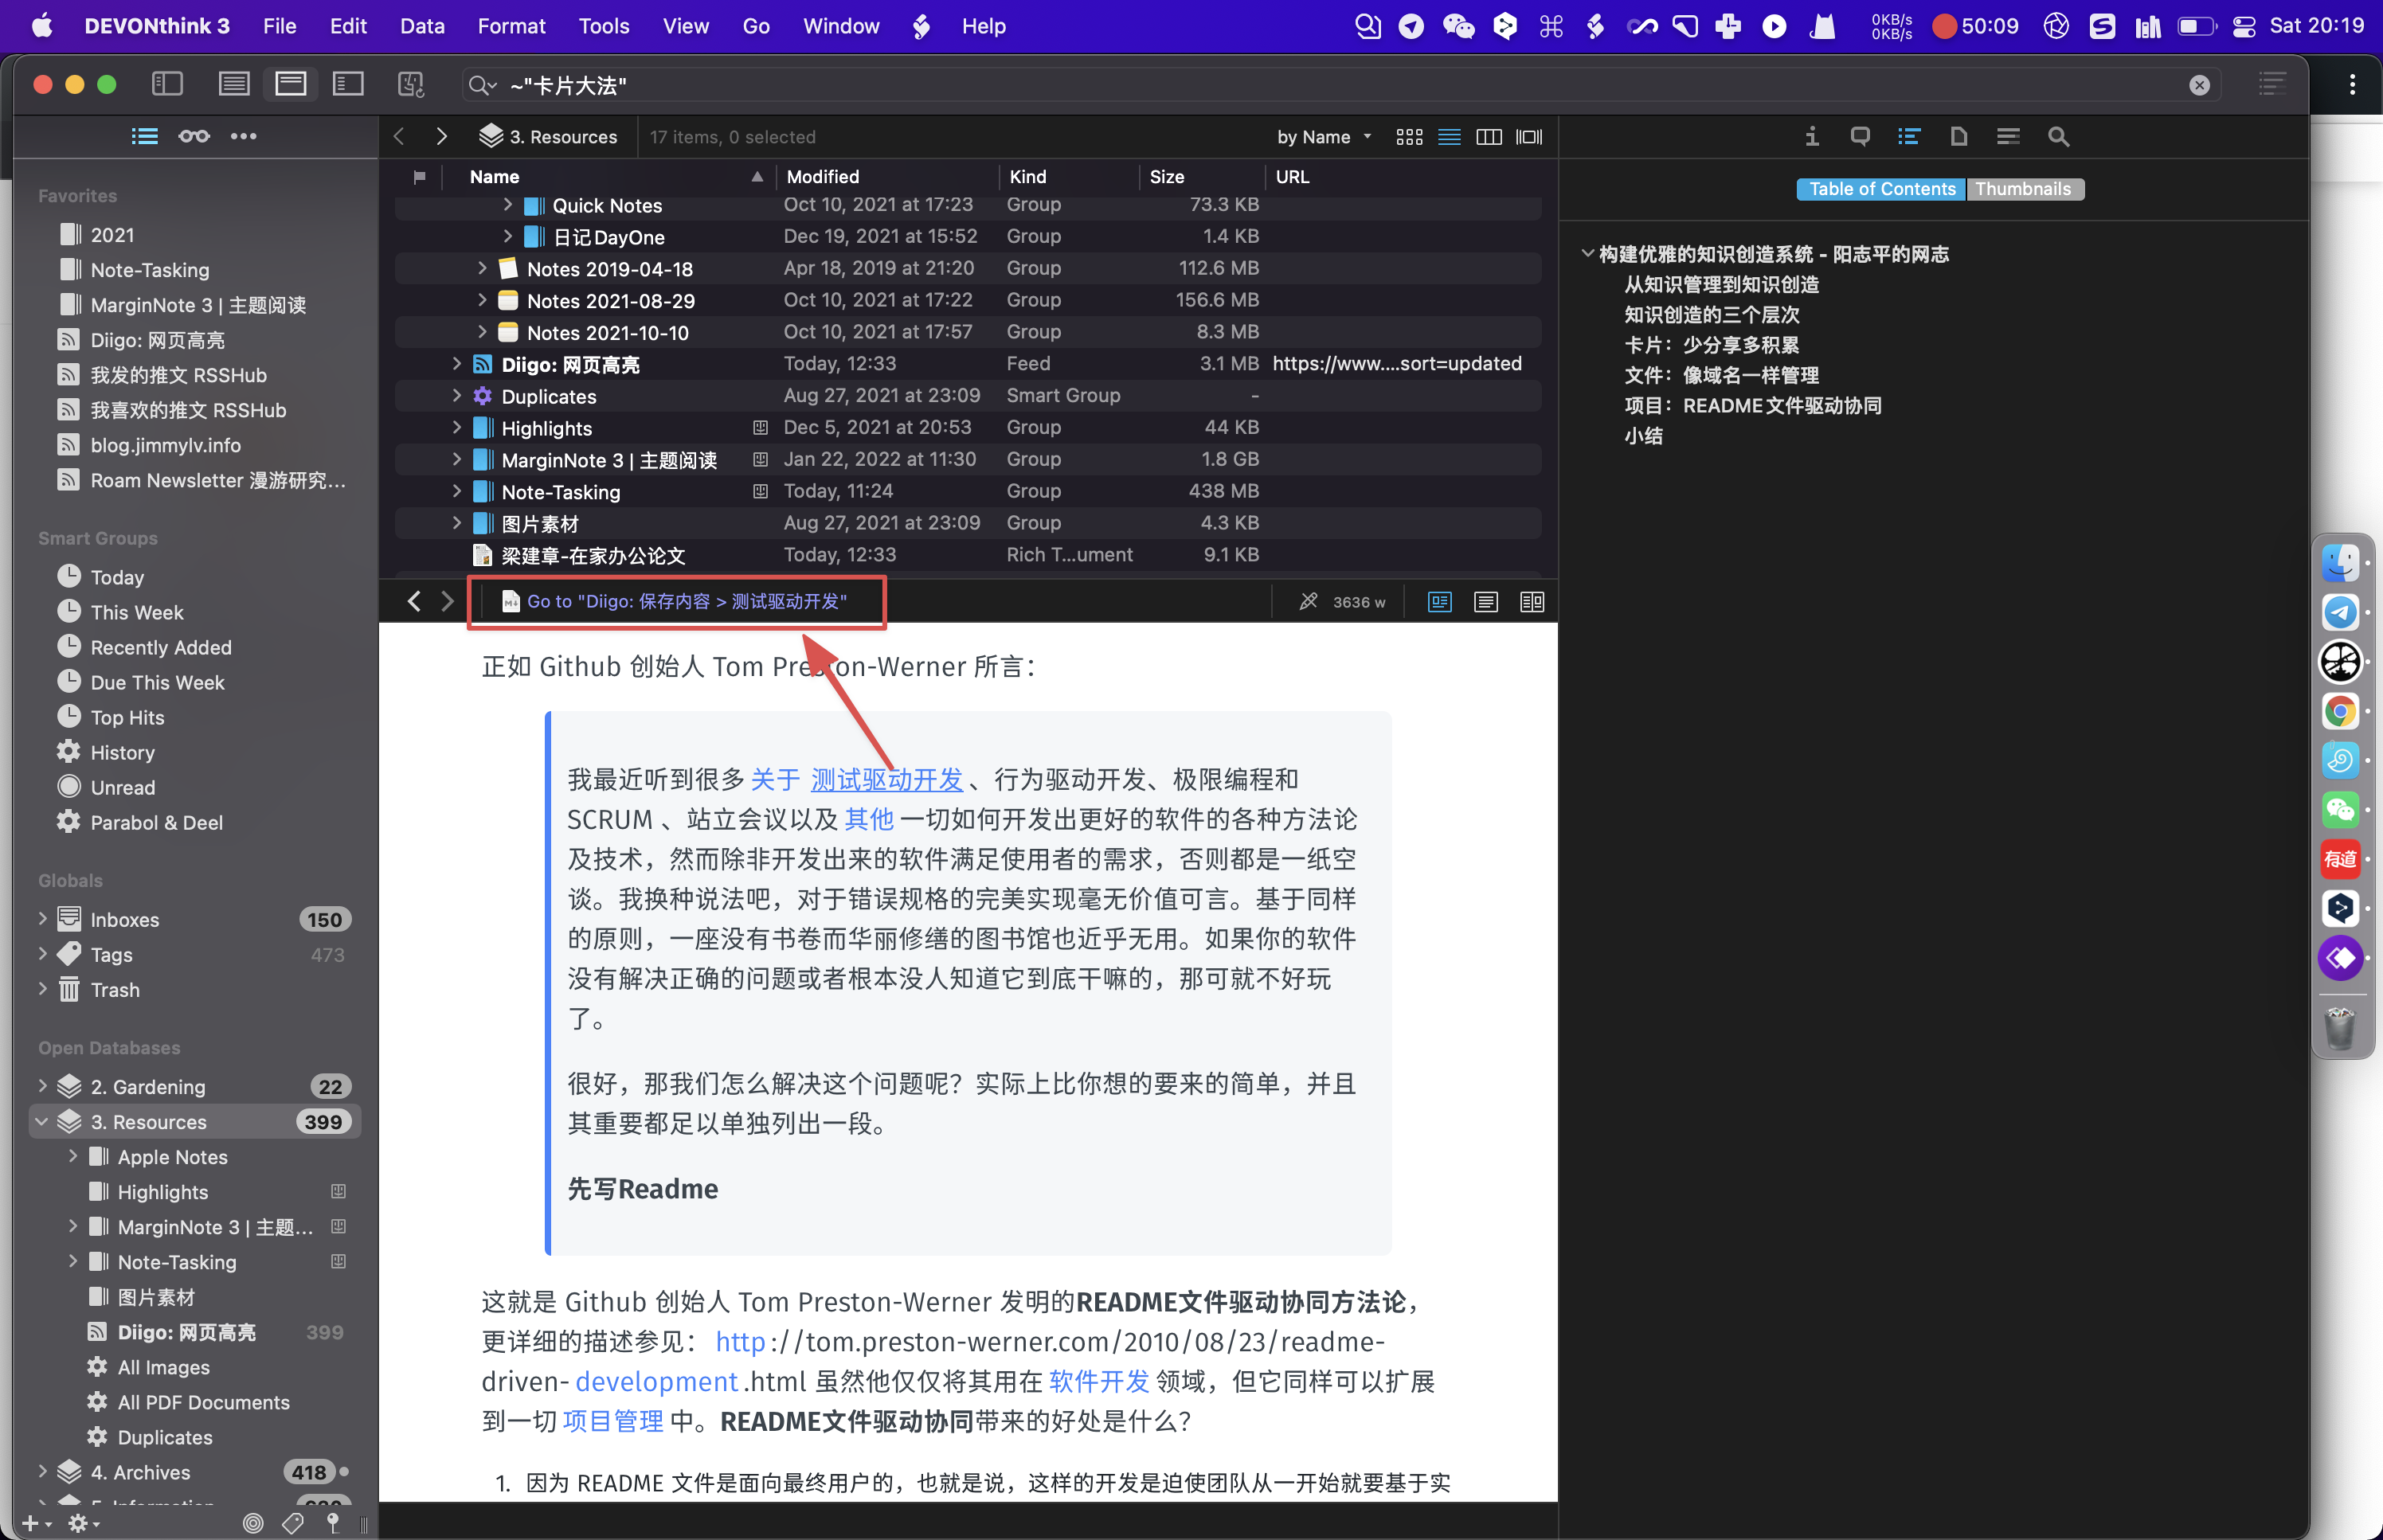 DEVONthink 3 File Edit Data Format Tools View Go Window Help 0KB/s 0KB/s 50:09 Sat 20:19
~"卡片大法"
3. Resources 17 items, 0 selected by Name
Name Modified Kind Size URL
Quick Notes Oct 10, 2021 at 17:23 Group 73.3 KB
日记DayOne Dec 19, 2021 at 15:52 Group 1.4 KB
Notes 2019-04-18 Apr 18, 2019 at 21:20 Group 112.6 MB
Notes 2021-08-29 Oct 10, 2021 at 17:22 Group 156.6 MB
Notes 2021-10-10 Oct 10, 2021 at 17:57 Group 8.3 MB
Diigo: 网页高亮 Today, 12:33 Feed 3.1 MB https://www....sort=updated
Duplicates Aug 27, 2021 at 23:09 Smart Group -
Highlights Dec 5, 2021 at 20:53 Group 44 KB
MarginNote 3 | 主题阅读 Jan 22, 2022 at 11:30 Group 1.8 GB
Note-Tasking Today, 11:24 Group 438 MB
图片素材 Aug 27, 2021 at 23:09 Group 4.3 KB
梁建章-在家办公论文 Today, 12:33 Rich T...ument 9.1 KB
Favorites
2021
Note-Tasking
MarginNote 3 | 主题阅读
Diigo: 网页高亮
我发的推文 RSSHub
我喜欢的推文 RSSHub
blog.jimmylv.info
Roam Newsletter 漫游研究...
Smart Groups
Today
This Week
Recently Added
Due This Week
Top Hits
History
Unread
Parabol & Deel
Globals
Inboxes 150
Tags 473
Trash
Open Databases
2. Gardening 22
3. Resources 399
Apple Notes
Highlights
MarginNote 3 | 主题...
Note-Tasking
图片素材
Diigo: 网页高亮 399
All Images
All PDF Documents
Duplicates
4. Archives 418
Go to "Diigo: 保存内容 > 测试驱动开发" 3636 w
正如 Github 创始人 Tom Preston-Werner 所言：
我最近听到很多 关于 测试驱动开发 、行为驱动开发、极限编程和
SCRUM 、站立会议以及 其他 一切如何开发出更好的软件的各种方法论
及技术，然而除非开发出来的软件满足使用者的需求，否则都是一纸空
谈。我换种说法吧，对于错误规格的完美实现毫无价值可言。基于同样
的原则，一座没有书卷而华丽修缮的图书馆也近乎无用。如果你的软件
没有解决正确的问题或者根本没人知道它到底干嘛的，那可就不好玩
了。
很好，那我们怎么解决这个问题呢？实际上比你想的要来的简单，并且
其重要都足以单独列出一段。
先写Readme
这就是 Github 创始人 Tom Preston-Werner 发明的README文件驱动协同方法论，
更详细的描述参见： http://tom.preston-werner.com/2010/08/23/readme-
driven-development.html 虽然他仅仅将其用在 软件开发 领域，但它同样可以扩展
到一切 项目管理 中。README文件驱动协同带来的好处是什么？
1. 因为 README 文件是面向最终用户的，也就是说，这样的开发是迫使团队从一开始就要基于实
Table of Contents Thumbnails
构建优雅的知识创造系统 - 阳志平的网志
从知识管理到知识创造
知识创造的三个层次
卡片：少分享多积累
文件：像域名一样管理
项目：README文件驱动协同
小结
有道